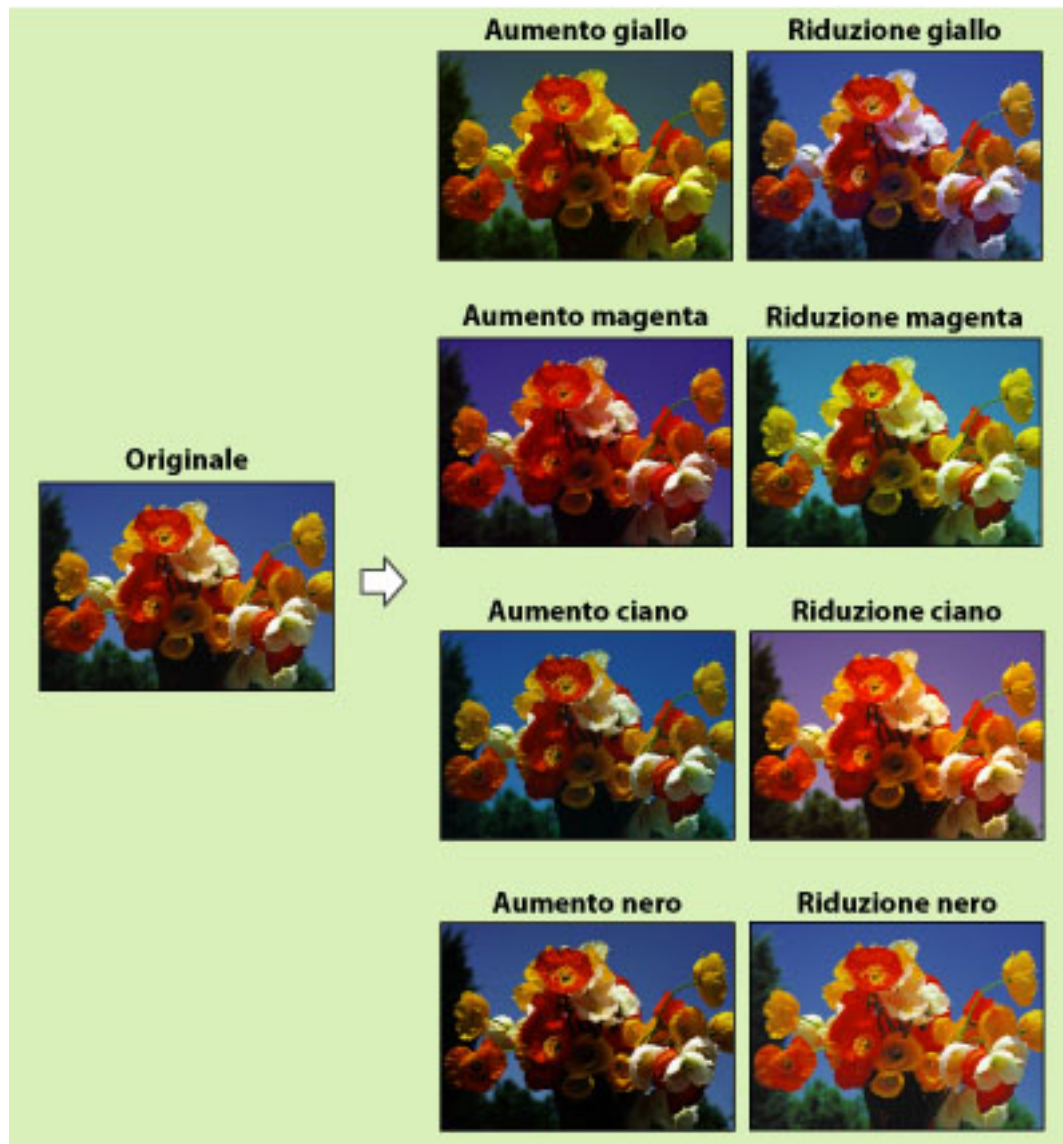 Aumento giallo
Riduzione giallo
Aumento magenta
Riduzione magenta
Originale
Aumento ciano
Riduzione ciano
Aumento nero
Riduzione nero